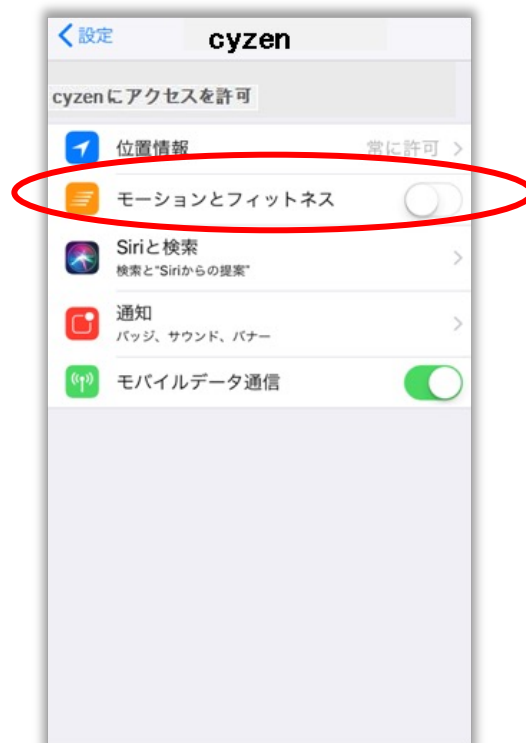 設定
cyzen
cyzenにアクセスを許可
位置情報 常に許可
モーションとフィットネス
Siriと検索
検索と"Siriからの提案"
通知
バッジ、サウンド、バナー
モバイルデータ通信